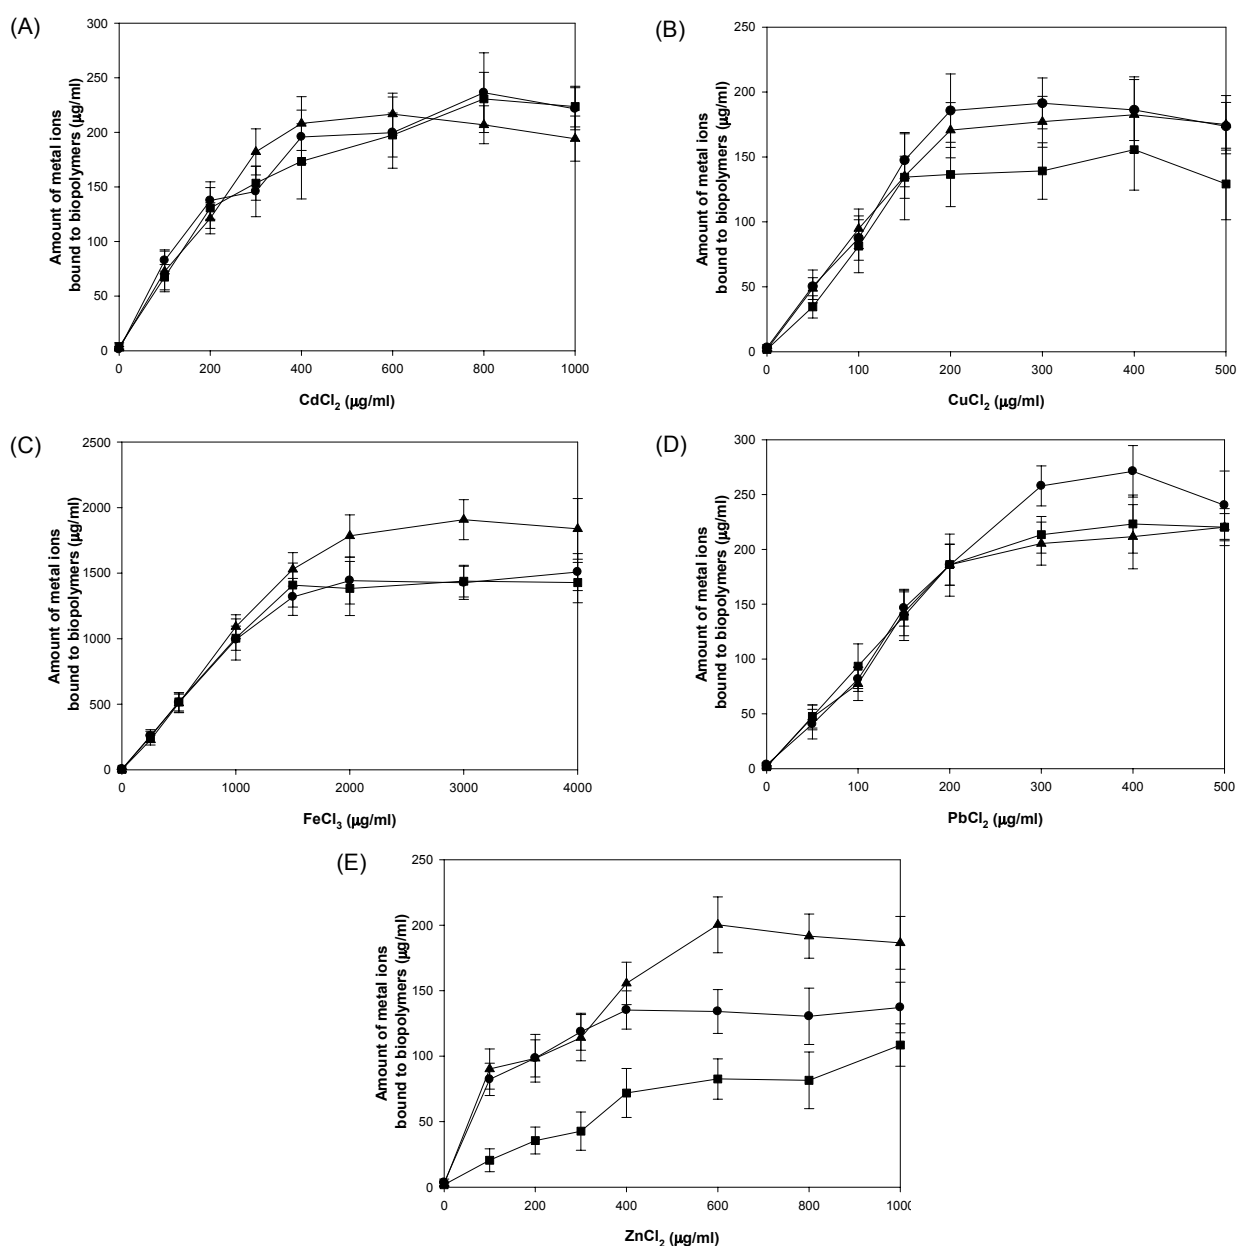 (A)
Amount of metal ions
bound to biopolymers (µg/ml)
300
250
200
150
100
50
0
0 200 400 600 800 1000
CdCl2 (µg/ml)
(B)
Amount of metal ions
bound to biopolymers (µg/ml)
250
200
150
100
50
0
0 100 200 300 400 500
CuCl2 (µg/ml)
(C)
Amount of metal ions
bound to biopolymers (µg/ml)
2500
2000
1500
1000
500
0
0 1000 2000 3000 4000
FeCl3 (µg/ml)
(D)
Amount of metal ions
bound to biopolymers (µg/ml)
300
250
200
150
100
50
0
0 100 200 300 400 500
PbCl2 (µg/ml)
(E)
Amount of metal ions
bound to biopolymers (µg/ml)
250
200
150
100
50
0
0 200 400 600 800 1000
ZnCl2 (µg/ml)